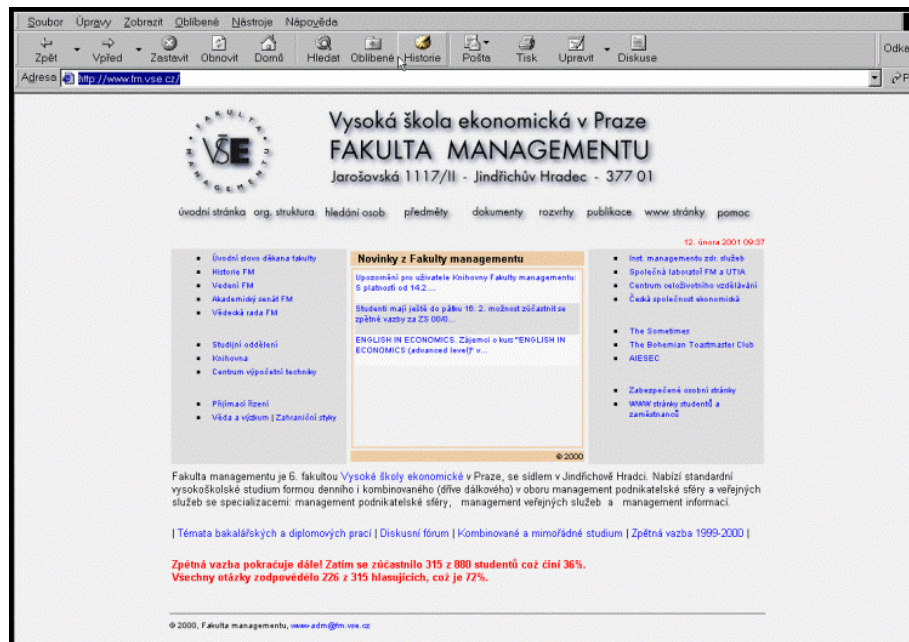 Soubor Úpravy Zobrazit Oblíbené Nástroje Nápověda
Zpět Vpřed Zastavit Obnovit Domů Hledat Oblíbené Historie Pošta Tisk Upravit Diskuse
Odka
Adresa http://www.fm.vse.cz/
FAKULTA MANAGEMENTU
VŠE
Vysoká škola ekonomická v Praze
FAKULTA MANAGEMENTU
Jarošovská 1117/II - Jindřichův Hradec - 377 01
úvodní stránka org. struktura hledání osob předměty dokumenty rozvrhy publikace www stránky pomoc
12. února 2001 09:37
Úvodní slovo děkana fakulty
Historie FM
Vedení FM
Akademický senát FM
Vědecká rada FM
Studijní oddělení
Knihovna
Centrum výpočetní techniky
Přijímací řízení
Věda a výzkum | Zahraniční styky
Novinky z Fakulty managementu
Upozornění pro uživatele Knihovny Fakulty managementu:
S platností od 14.2....
Studenti mají ještě do pátku 16. 2. možnost zúčastnit se
zpětné vazby za ZS 00/0...
ENGLISH IN ECONOMICS. Zájemci o kurs "ENGLISH IN
ECONOMICS (advanced level)" v...
© 2000
Inst. managementu zdr. služeb
Společná laboratoř FM a UTIA
Centrum celoživotního vzdělávání
Česká společnost ekonomická
The Sometimes
The Bohemian Toastmaster Club
AIESEC
Zabezpečené osobní stránky
WWW stránky studentů a
zaměstnanců
Fakulta managementu je 6. fakultou Vysoké školy ekonomické v Praze, se sídlem v Jindřichově Hradci. Nabízí standardní
vysokoškolské studium formou denního i kombinovaného (dříve dálkového) v oboru management podnikatelské sféry a veřejných
služeb se specializacemi: management podnikatelské sféry, management veřejných služeb a management informací.
| Témata bakalářských a diplomových prací | Diskusní fórum | Kombinované a mimořádné studium | Zpětná vazba 1999-2000 |
Zpětná vazba pokračuje dále! Zatím se zúčastnilo 315 z 880 studentů což činí 36%.
Všechny otázky zodpovědělo 226 z 315 hlasujících, což je 72%.
© 2000, Fakulta managementu, www-adm@fm.vse.cz